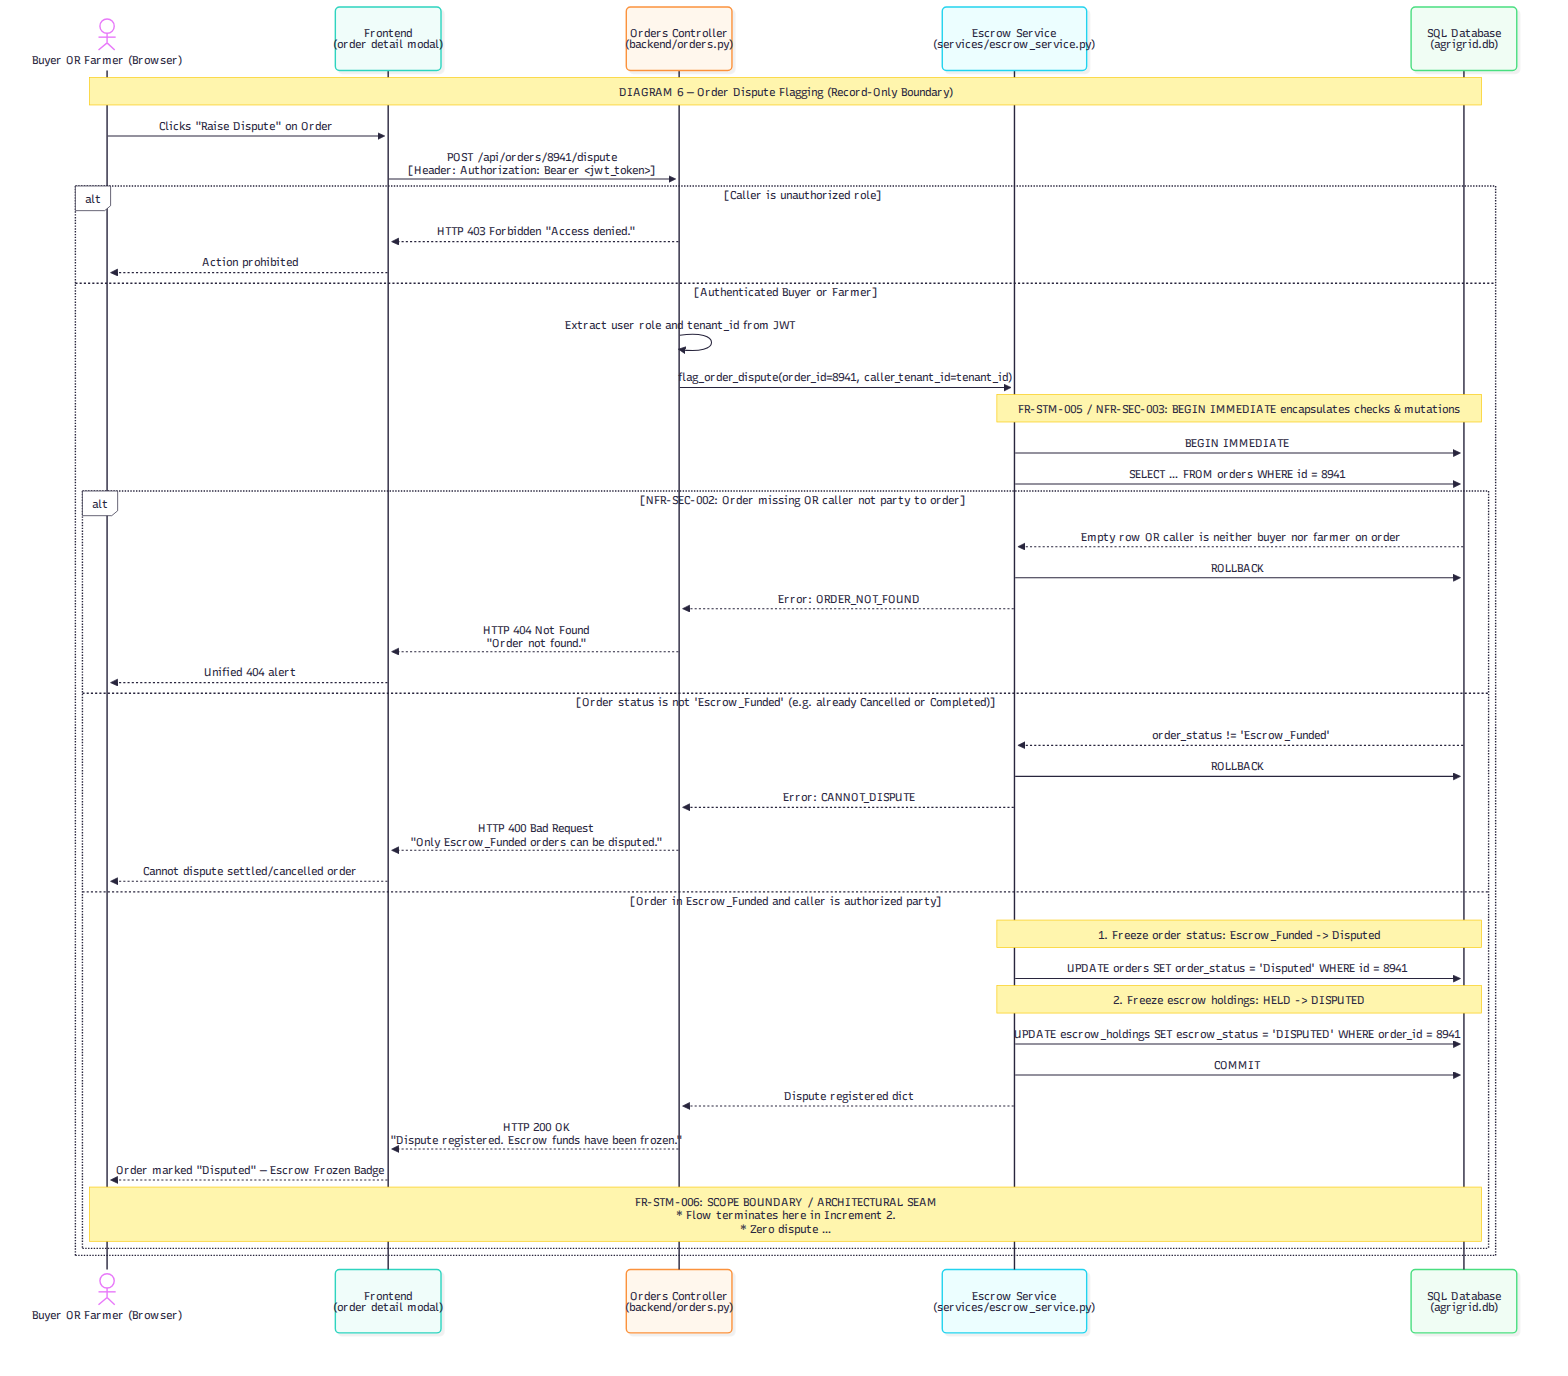 Buyer OR Farmer (Browser)
Frontend
(order detail modal)
Orders Controller
(backend/orders.py)
Escrow Service
(services/escrow_service.py)
SQL Database
(agrigrid.db)
DIAGRAM 6 – Order Dispute Flagging (Record-Only Boundary)
Clicks "Raise Dispute" on Order
POST /api/orders/8941/dispute
[Header: Authorization: Bearer <jwt_token>]
alt
[Caller is unauthorized role]
HTTP 403 Forbidden "Access denied."
Action prohibited
[Authenticated Buyer or Farmer]
Extract user role and tenant_id from JWT
flag_order_dispute(order_id=8941, caller_tenant_id=tenant_id)
FR-STM-005 / NFR-SEC-003: BEGIN IMMEDIATE encapsulates checks & mutations
BEGIN IMMEDIATE
SELECT ... FROM orders WHERE id = 8941
alt
[NFR-SEC-002: Order missing OR caller not party to order]
Empty row OR caller is neither buyer nor farmer on order
ROLLBACK
Error: ORDER_NOT_FOUND
HTTP 404 Not Found
"Order not found."
Unified 404 alert
[Order status is not 'Escrow_Funded' (e.g. already Cancelled or Completed)]
order_status != 'Escrow_Funded'
ROLLBACK
Error: CANNOT_DISPUTE
HTTP 400 Bad Request
"Only Escrow_Funded orders can be disputed."
Cannot dispute settled/cancelled order
[Order in Escrow_Funded and caller is authorized party]
1. Freeze order status: Escrow_Funded -> Disputed
UPDATE orders SET order_status = 'Disputed' WHERE id = 8941
2. Freeze escrow holdings: HELD -> DISPUTED
UPDATE escrow_holdings SET escrow_status = 'DISPUTED' WHERE order_id = 8941
COMMIT
Dispute registered dict
HTTP 200 OK
"Dispute registered. Escrow funds have been frozen."
Order marked "Disputed" – Escrow Frozen Badge
FR-STM-006: SCOPE BOUNDARY / ARCHITECTURAL SEAM
* Flow terminates here in Increment 2.
* Zero dispute ...
Buyer OR Farmer (Browser)
Frontend
(order detail modal)
Orders Controller
(backend/orders.py)
Escrow Service
(services/escrow_service.py)
SQL Database
(agrigrid.db)